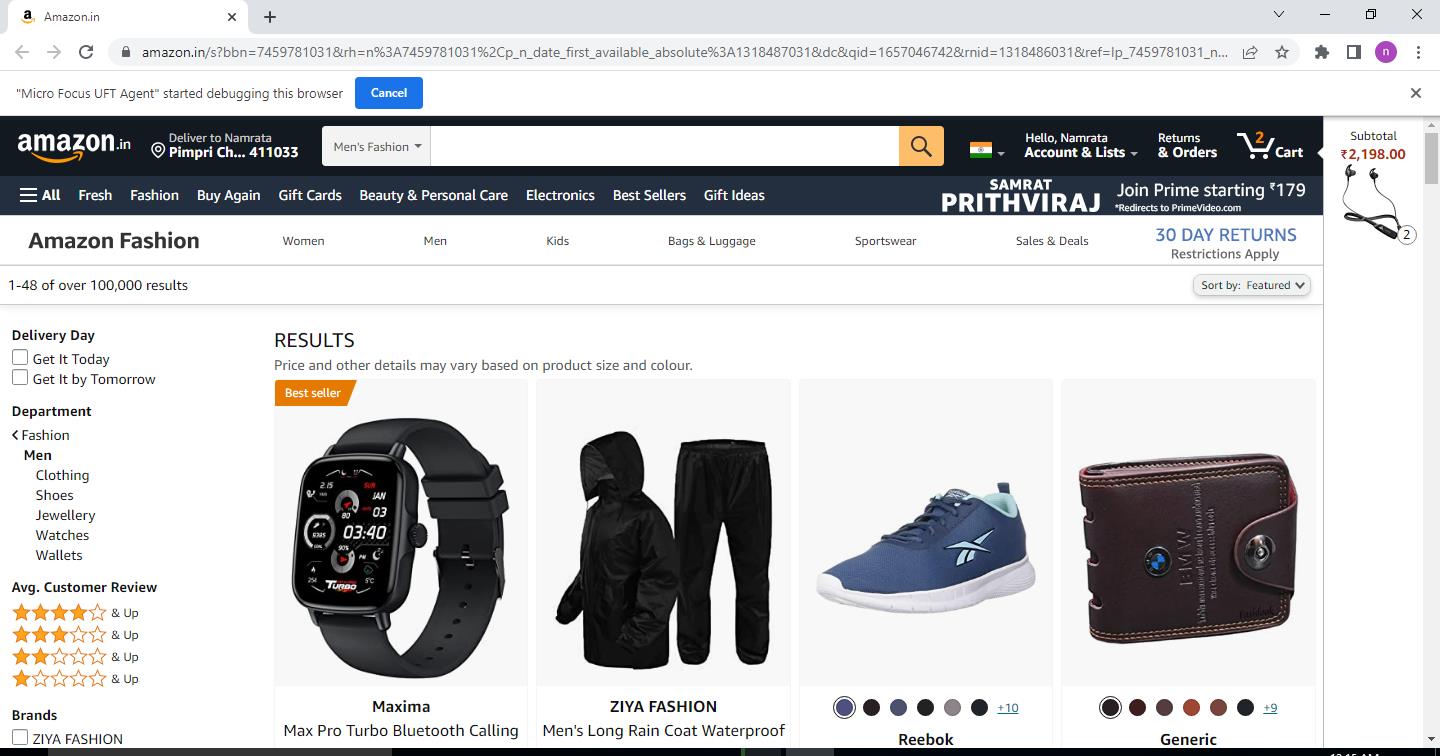 Amazon.in
amazon.in/s?bbn=7459781031&rh=n%3A7459781031%2Cp_n_date_first_available_absolute%3A1318487031&dc&qid=1657046742&rnid=1318486031&ref=lp_7459781031_n...
n
"Micro Focus UFT Agent" started debugging this browser
Cancel
amazon.in
Deliver to Namrata
Pimpri Ch... 411033
Men's Fashion
Hello, Namrata
Account & Lists
Returns
& Orders
2
Cart
Subtotal
₹2,198.00
2
All
Fresh
Fashion
Buy Again
Gift Cards
Beauty & Personal Care
Electronics
Best Sellers
Gift Ideas
SAMRAT
PRITHVIRAJ
Join Prime starting ₹179
*Redirects to PrimeVideo.com
Amazon Fashion
Women
Men
Kids
Bags & Luggage
Sportswear
Sales & Deals
30 DAY RETURNS
Restrictions Apply
1-48 of over 100,000 results
Sort by: Featured
Delivery Day
Get It Today
Get It by Tomorrow
Department
Fashion
Men
Clothing
Shoes
Jewellery
Watches
Wallets
Avg. Customer Review
& Up
& Up
& Up
& Up
Brands
ZIYA FASHION
RESULTS
Price and other details may vary based on product size and colour.
Best seller
2.15
SUN
JAN
03
80
03:40
6385
90%
PM
254
TURBO
5°C
Maxima
Max Pro Turbo Bluetooth Calling
ZIYA FASHION
Men's Long Rain Coat Waterproof
+10
Reebok
BMW
+9
Generic